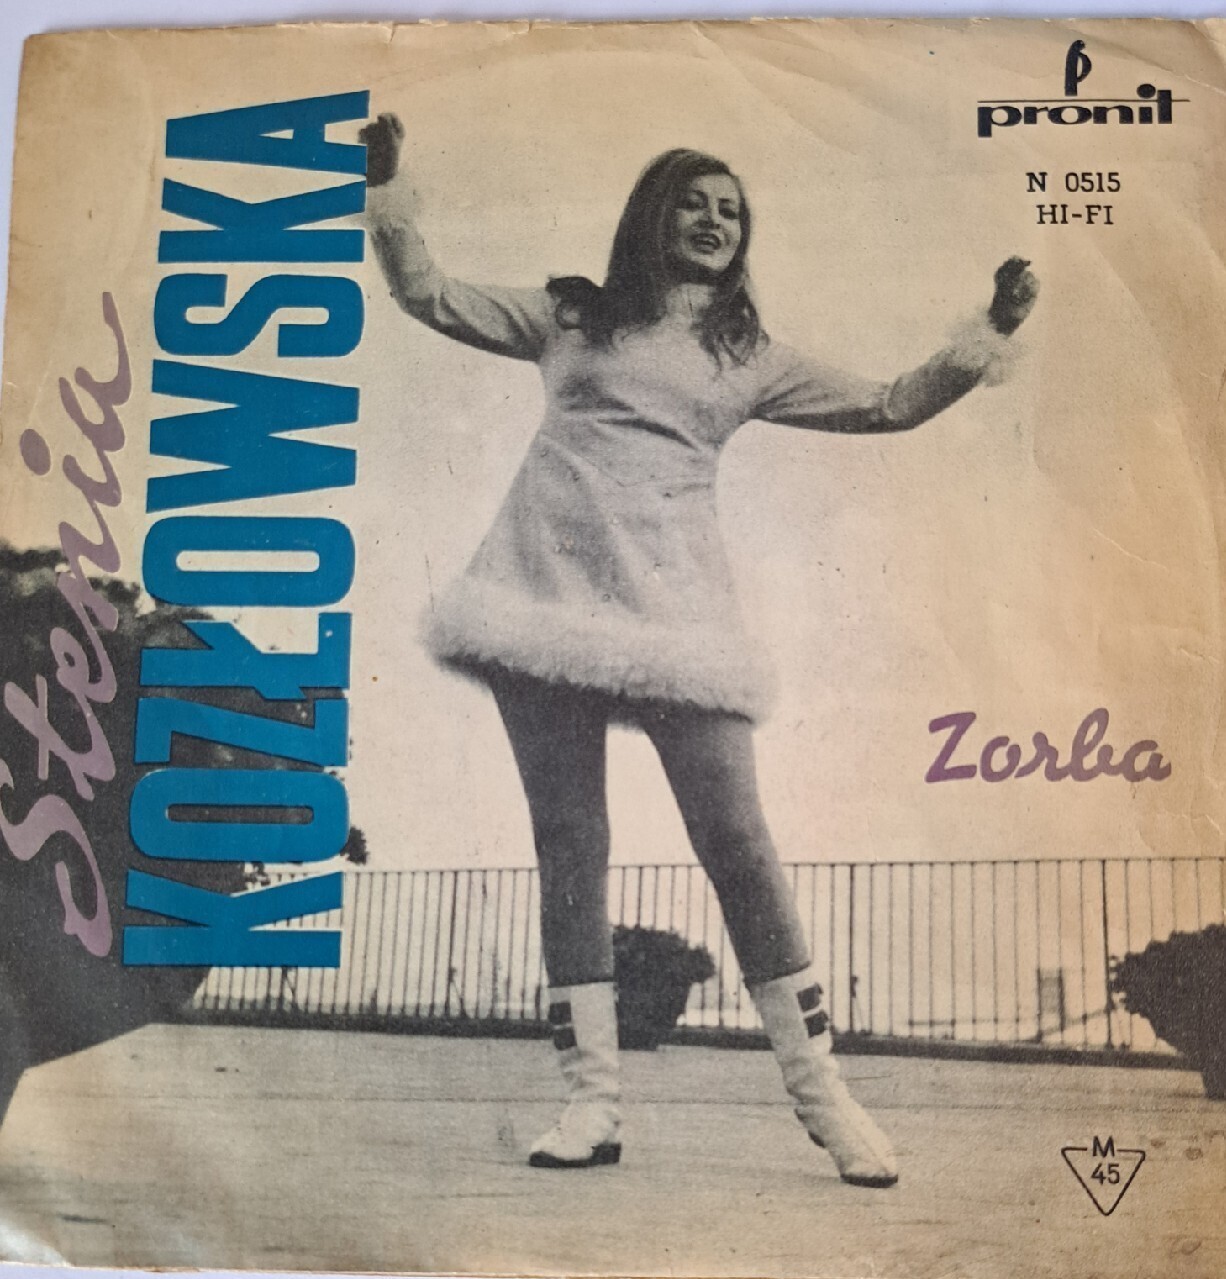 Stenia
KOZŁOWSKA
pronit
N 0515
HI-FI
Zorba
M
45